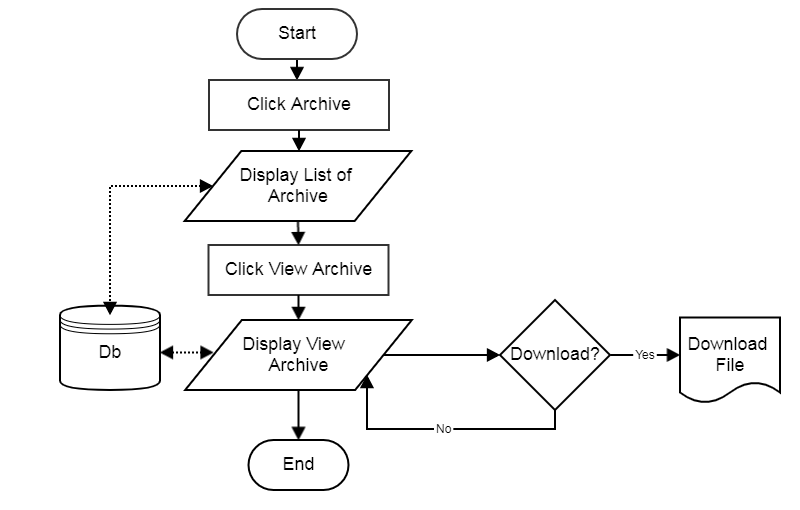 Start
Click Archive
Display List of
Archive
Click View Archive
Db
Display View
Archive
Download?
Yes
Download
File
No
End